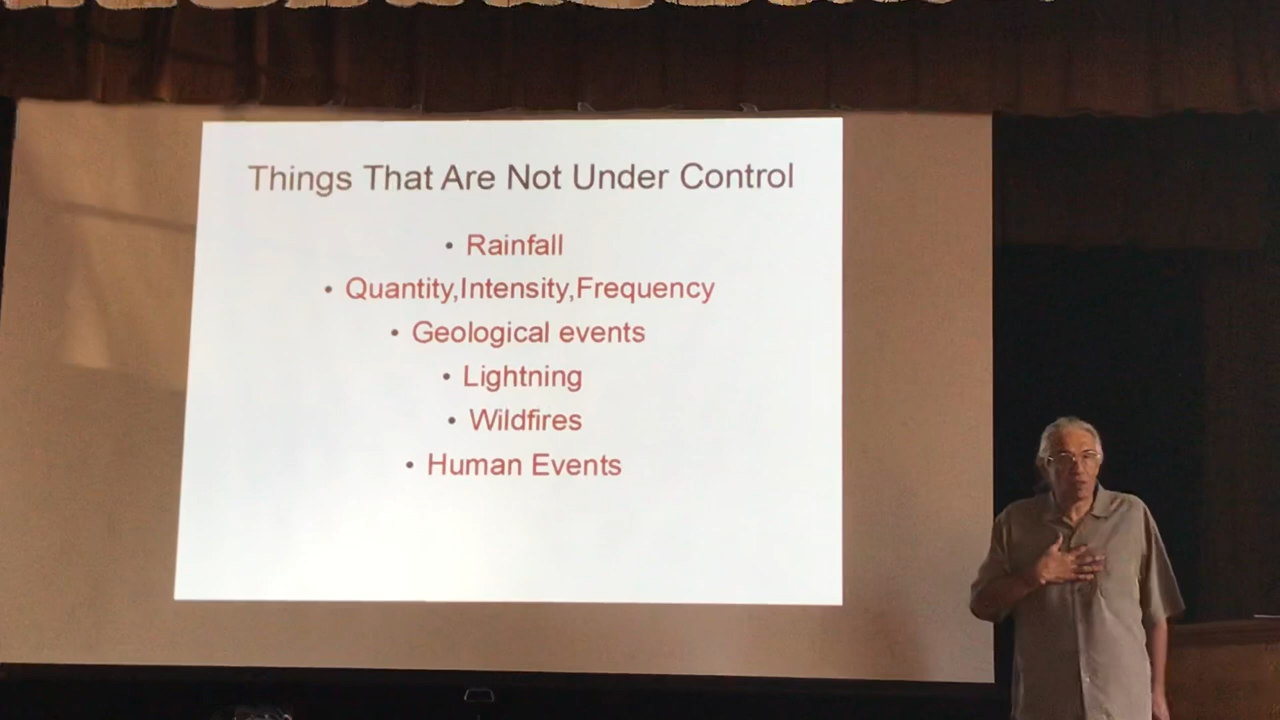 Things That Are Not Under Control
• Rainfall
• Quantity,Intensity,Frequency
• Geological events
• Lightning
• Wildfires
• Human Events